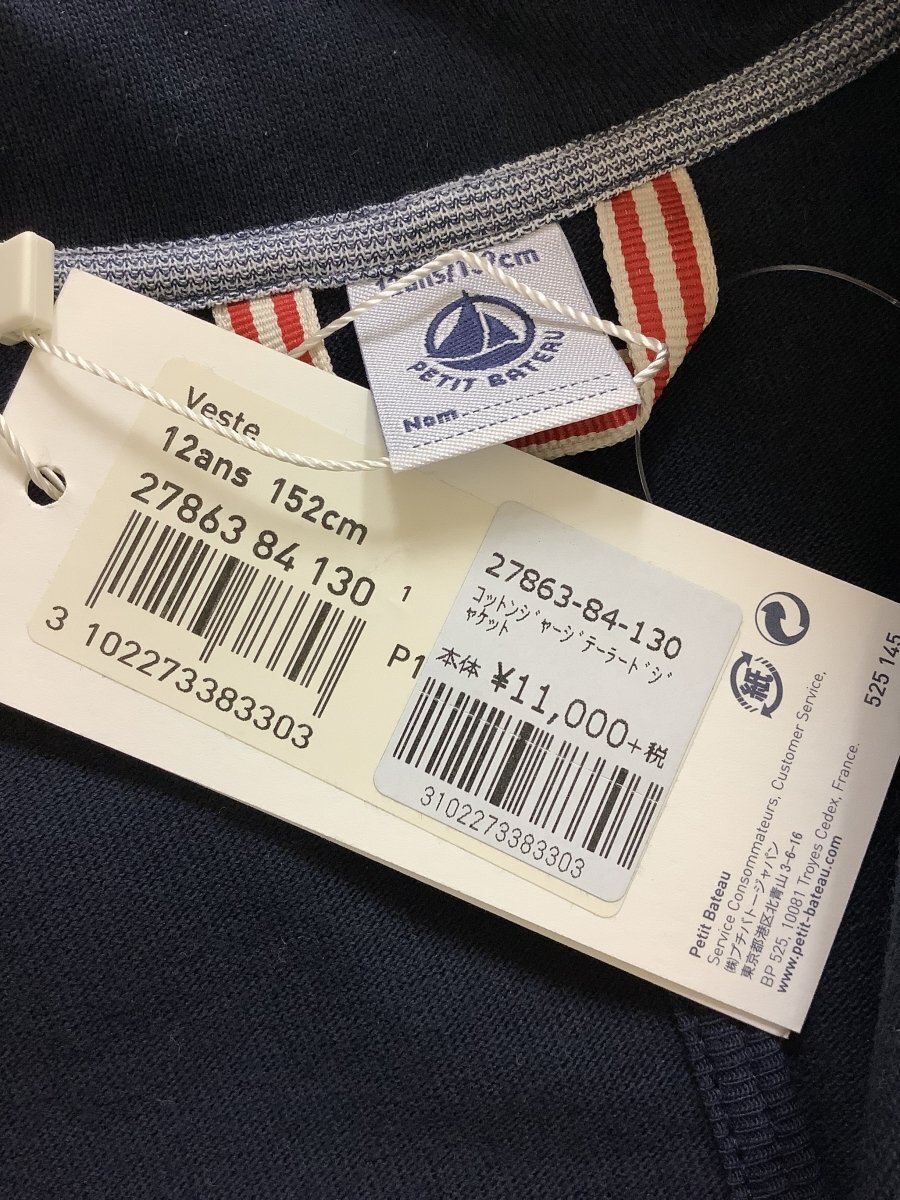 12ans/152cm
PETIT BATEAU
Nom
Veste
12ans 152cm
27863 84 130
1
3 102273383303
P1
27863-84-130
コットンジャージテーラードジ
ャケット
本体 ¥11,000+税
3102273383303
紙
525 145
Petit Bateau
Service Consommateurs, Customer Service,
㈱プチバトージャパン
東京都港区北青山3-6-16
BP 525, 10081 Troyes Cedex, France.
www.petit-bateau.com